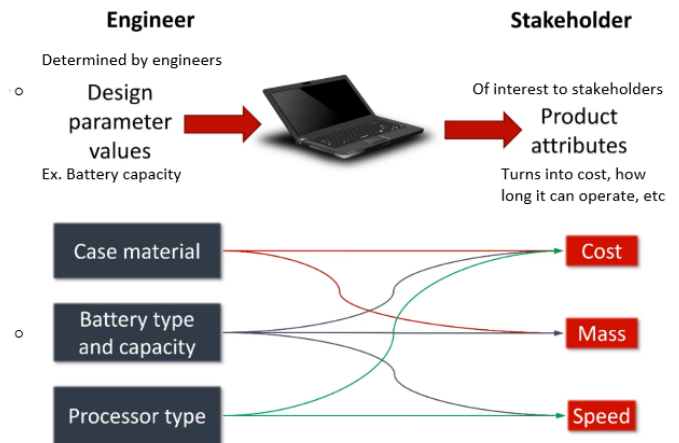 Engineer
Stakeholder
Determined by engineers
Design
parameter
values
Ex. Battery capacity
Of interest to stakeholders
Product
attributes
Turns into cost, how
long it can operate, etc
Case material
Cost
Battery type
and capacity
Mass
Processor type
Speed